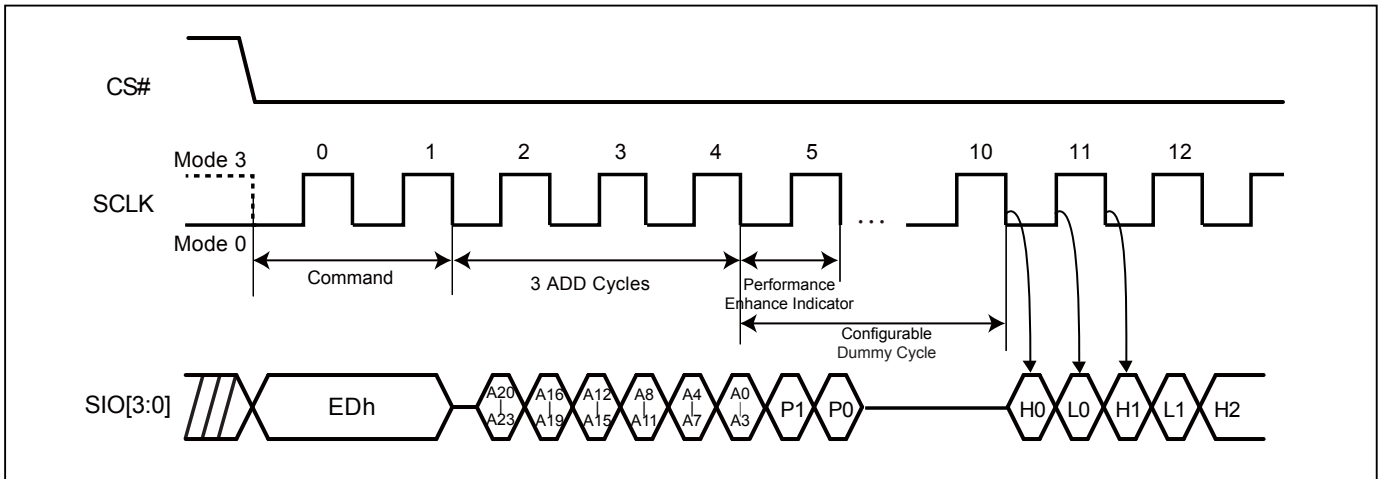 CS#
0 1 2 3 4 5 10 11 12
Mode 3
SCLK
...
Mode 0
Command
3 ADD Cycles
Performance
Enhance Indicator
Configurable
Dummy Cycle
SIO[3:0]
EDh
A20 | A23
A16 | A19
A12 | A15
A8 | A11
A4 | A7
A0 | A3
P1
P0
H0
L0
H1
L1
H2